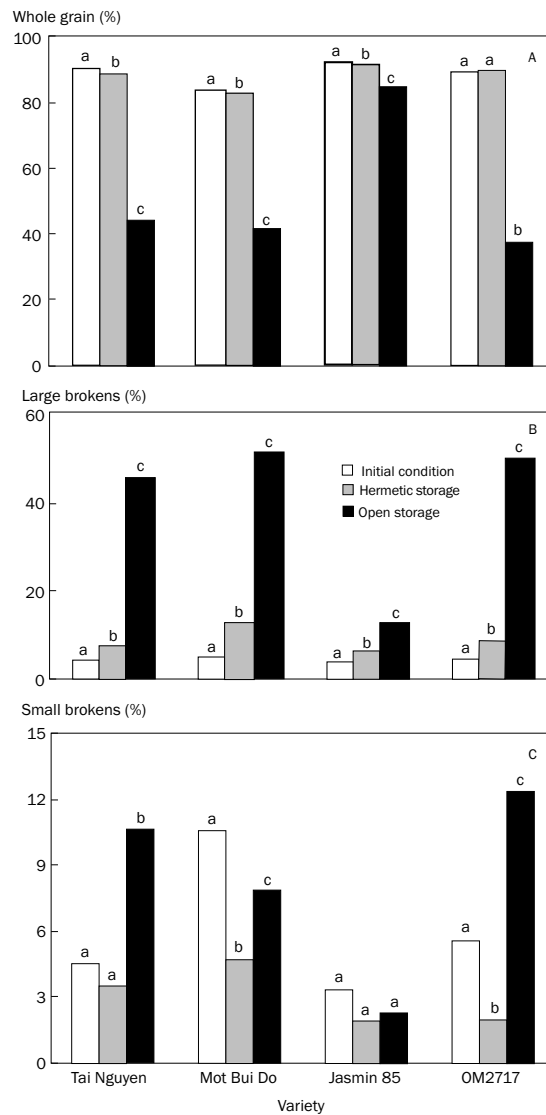 Whole grain (%)
100
80
60
40
20
0
A
a b c
a a c
a b c
a a b
Large brokens (%)
60
40
20
0
B
Initial condition
Hermetic storage
Open storage
a b c
a b c
a b c
a b c
Small brokens (%)
15
12
9
6
3
0
C
a a b
a b c
a a a
a b c
Tai Nguyen Mot Bui Do Jasmin 85 OM2717
Variety